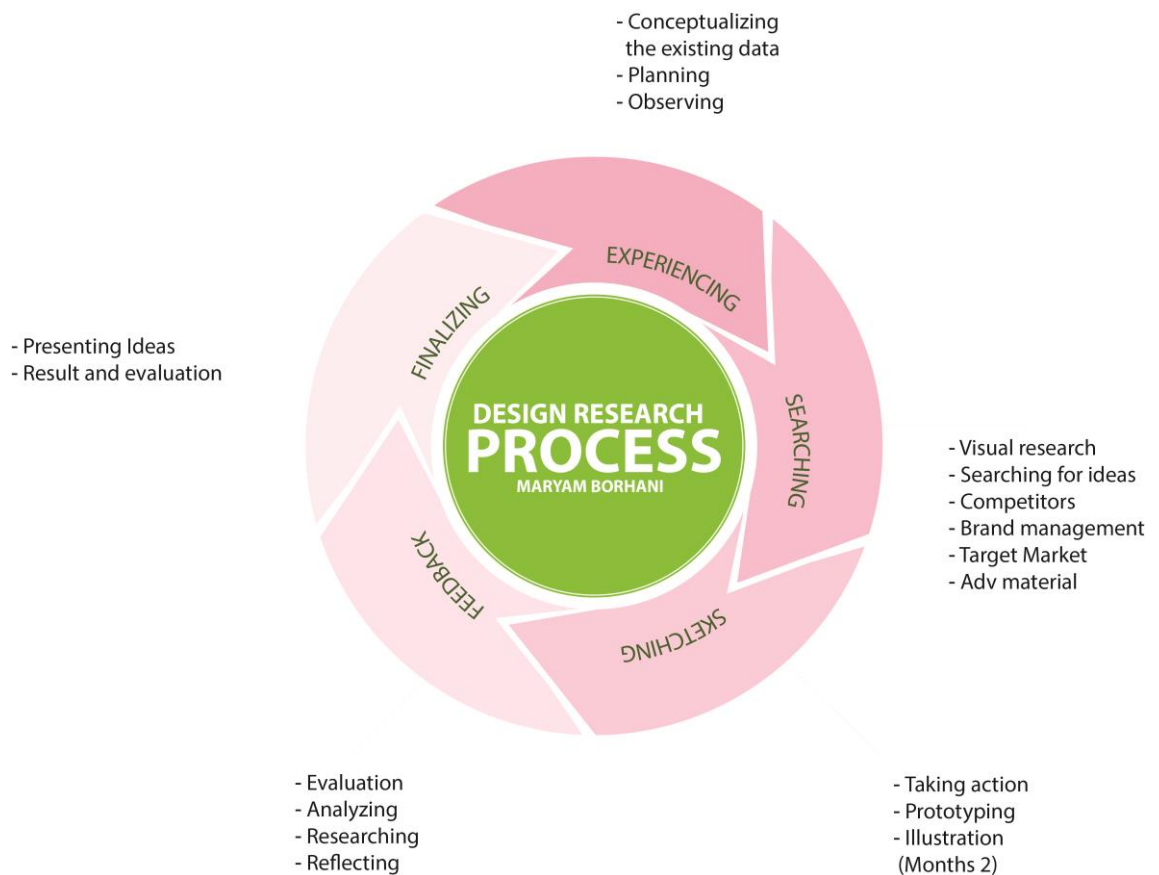 - Conceptualizing
the existing data
- Planning
- Observing
EXPERIENCING
SEARCHING
- Visual research
- Searching for ideas
- Competitors
- Brand management
- Target Market
- Adv material
SKETCHING
- Taking action
- Prototyping
- Illustration
(Months 2)
FEEDBACK
- Evaluation
- Analyzing
- Researching
- Reflecting
FINALIZING
- Presenting Ideas
- Result and evaluation
DESIGN RESEARCH
PROCESS
MARYAM BORHANI